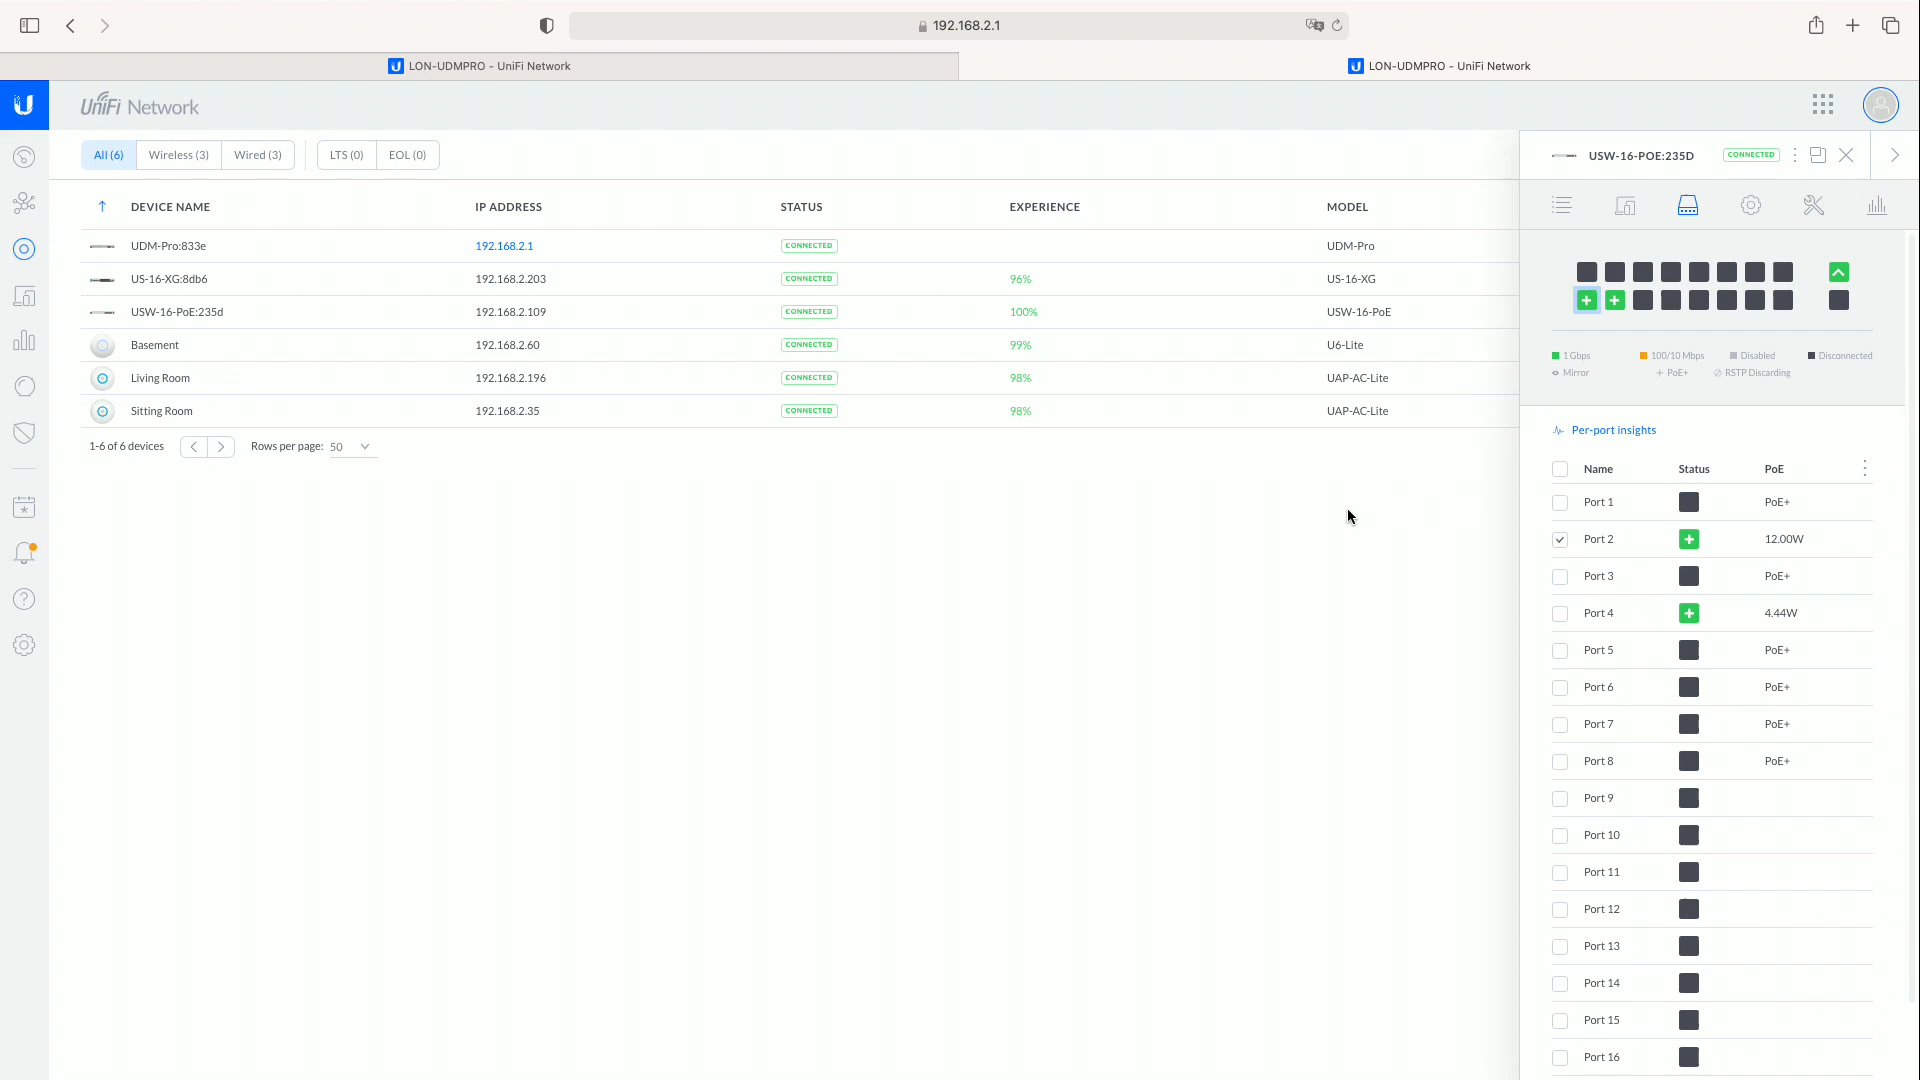 192.168.2.1
LON-UDMPRO - UniFi Network
LON-UDMPRO - UniFi Network
UniFi Network
All (6)
Wireless (3)
Wired (3)
LTS (0)
EOL (0)
DEVICE NAME IP ADDRESS STATUS EXPERIENCE MODEL
UDM-Pro:833e 192.168.2.1 CONNECTED UDM-Pro
US-16-XG:8db6 192.168.2.203 CONNECTED 96% US-16-XG
USW-16-PoE:235d 192.168.2.109 CONNECTED 100% USW-16-PoE
Basement 192.168.2.60 CONNECTED 99% U6-Lite
Living Room 192.168.2.196 CONNECTED 98% UAP-AC-Lite
Sitting Room 192.168.2.35 CONNECTED 98% UAP-AC-Lite
1-6 of 6 devices
Rows per page: 50
USW-16-POE:235D CONNECTED
1 Gbps 100/10 Mbps Disabled Disconnected
Mirror PoE+ RSTP Discarding
Per-port insights
Name Status PoE
Port 1 PoE+
Port 2 12.00W
Port 3 PoE+
Port 4 4.44W
Port 5 PoE+
Port 6 PoE+
Port 7 PoE+
Port 8 PoE+
Port 9
Port 10
Port 11
Port 12
Port 13
Port 14
Port 15
Port 16